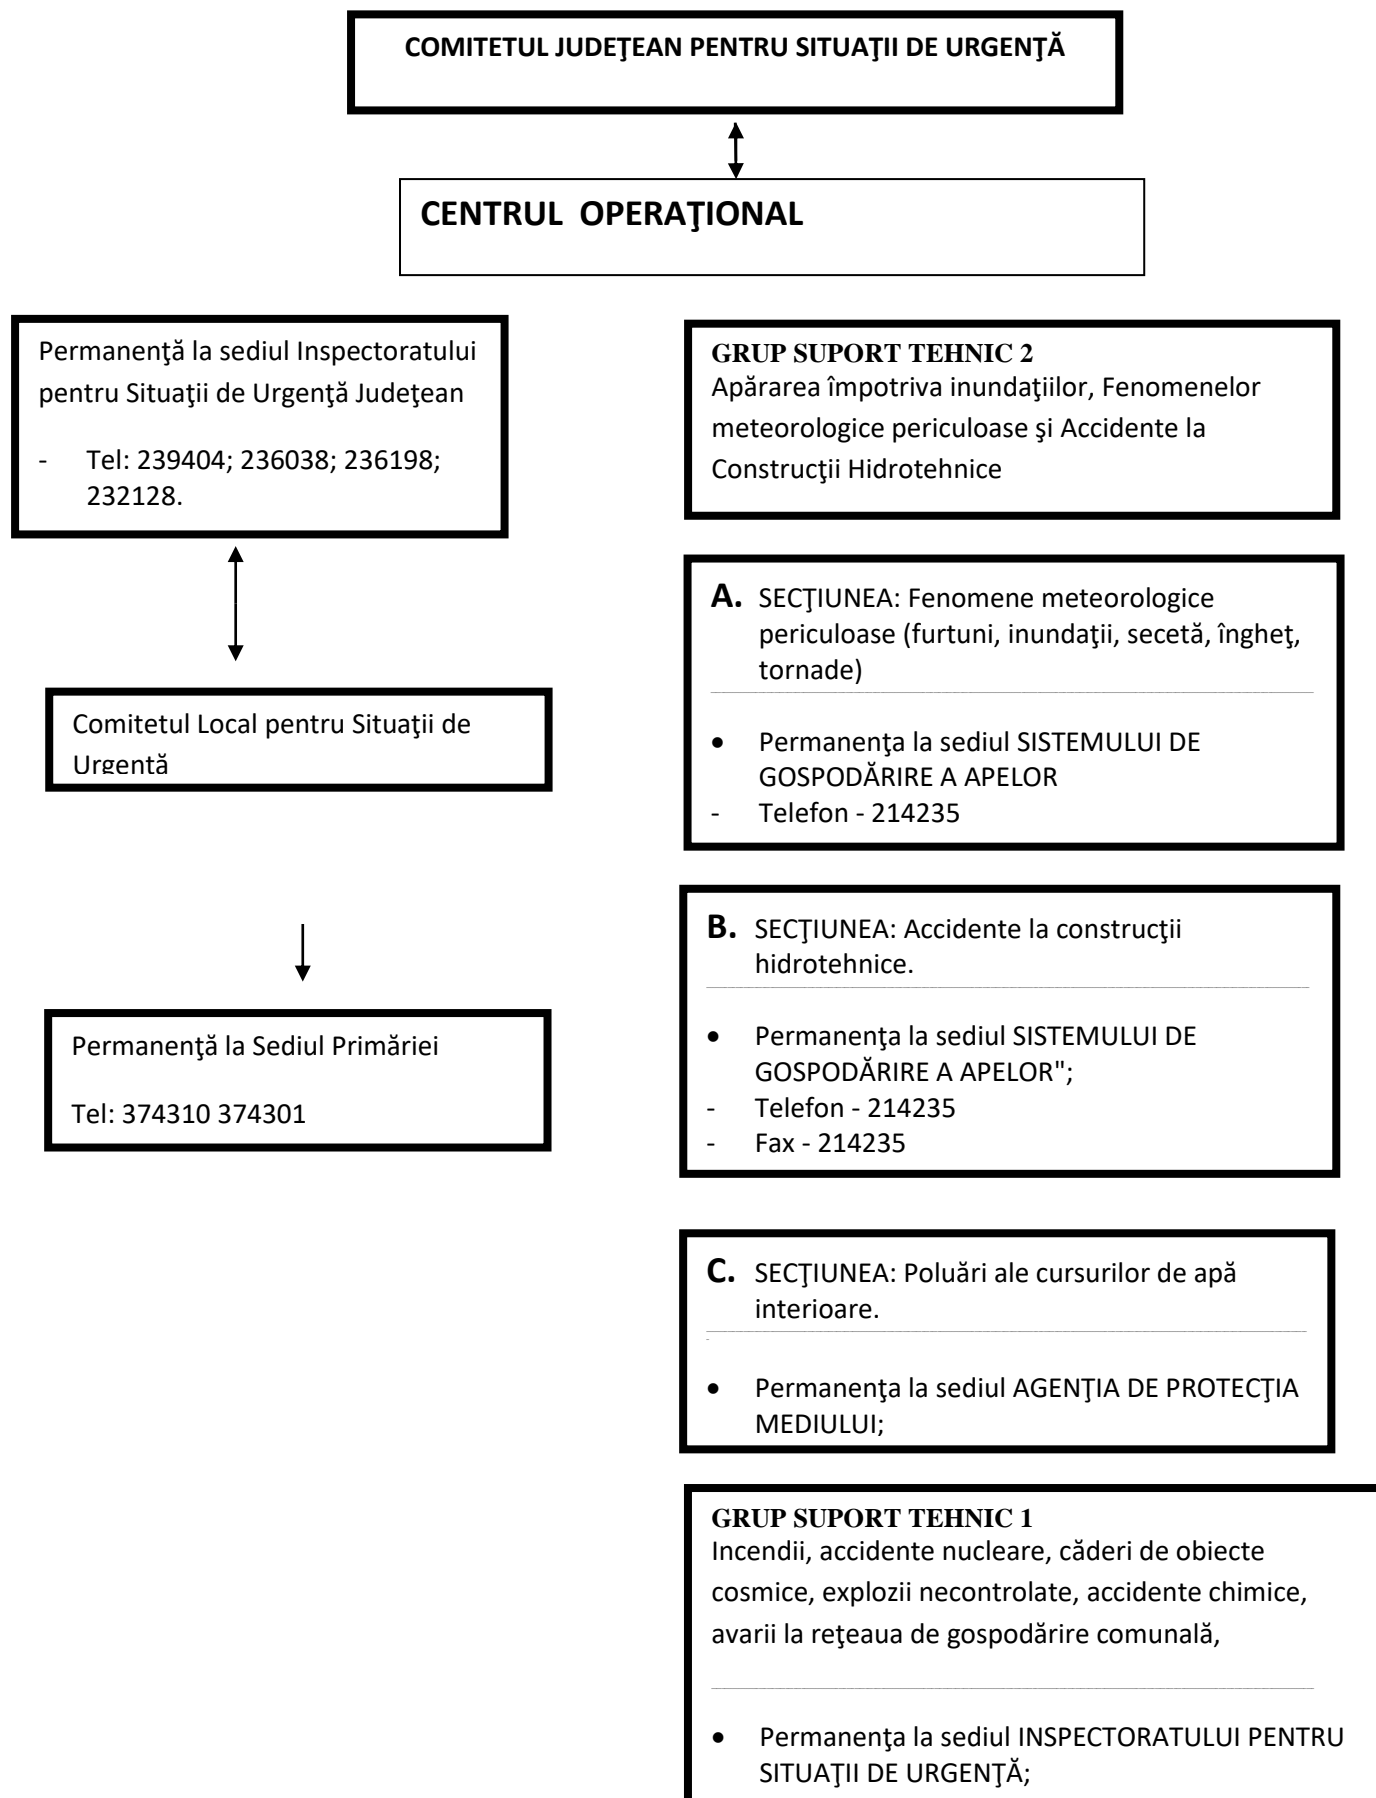 COMITETUL JUDEŢEAN PENTRU SITUAŢII DE URGENŢĂ
CENTRUL OPERAŢIONAL
Permanenţă la sediul Inspectoratului
pentru Situaţii de Urgenţă Judeţean
- Tel: 239404; 236038; 236198;
232128.
Comitetul Local pentru Situaţii de
Urgentă
Permanenţă la Sediul Primăriei
Tel: 374310 374301
GRUP SUPORT TEHNIC 2
Apărarea împotriva inundaţiilor, Fenomenelor
meteorologice periculoase şi Accidente la
Construcţii Hidrotehnice
A. SECŢIUNEA: Fenomene meteorologice
periculoase (furtuni, inundaţii, secetă, îngheţ,
tornade)
• Permanenţa la sediul SISTEMULUI DE
GOSPODĂRIRE A APELOR
- Telefon - 214235
B. SECŢIUNEA: Accidente la construcţii
hidrotehnice.
• Permanenţa la sediul SISTEMULUI DE
GOSPODĂRIRE A APELOR";
- Telefon - 214235
- Fax - 214235
C. SECŢIUNEA: Poluări ale cursurilor de apă
interioare.
• Permanenţa la sediul AGENŢIA DE PROTECŢIA
MEDIULUI;
GRUP SUPORT TEHNIC 1
Incendii, accidente nucleare, căderi de obiecte
cosmice, explozii necontrolate, accidente chimice,
avarii la reţeaua de gospodărire comunală,
• Permanenţa la sediul INSPECTORATULUI PENTRU
SITUAŢII DE URGENŢĂ;